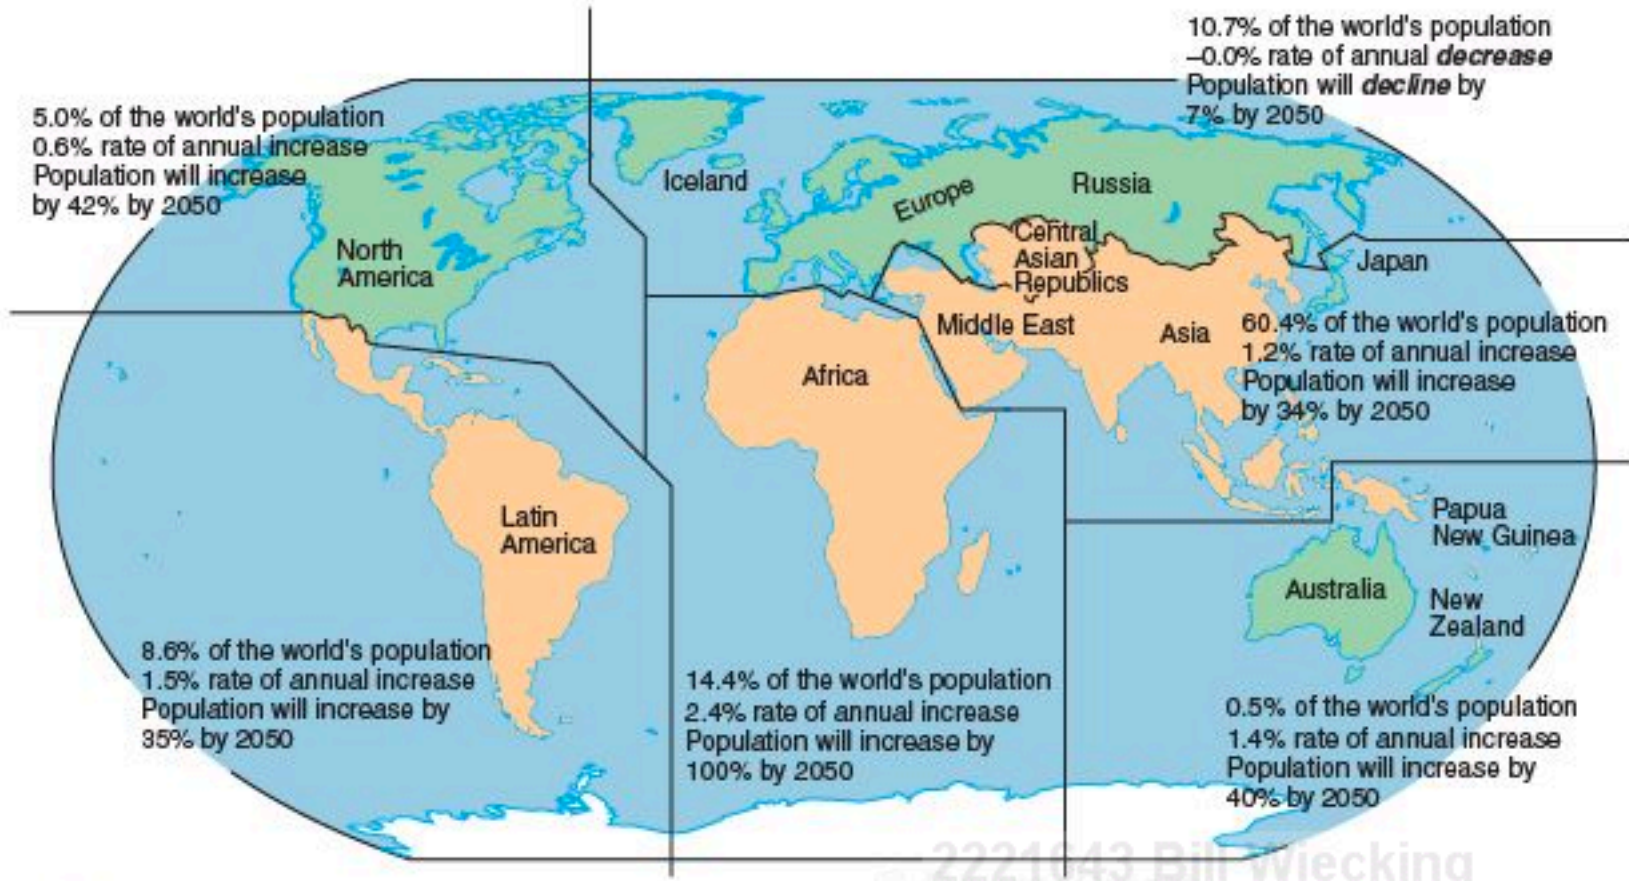 10.7% of the world's population
–0.0% rate of annual decrease
Population will decline by
7% by 2050
5.0% of the world's population
0.6% rate of annual increase
Population will increase
by 42% by 2050
Iceland
Europe
Russia
North
America
Central
Asian
Republics
Japan
Middle East
Asia
60.4% of the world's population
1.2% rate of annual increase
Population will increase
by 34% by 2050
Africa
Latin
America
Papua
New Guinea
Australia
New
Zealand
8.6% of the world's population
1.5% rate of annual increase
Population will increase by
35% by 2050
14.4% of the world's population
2.4% rate of annual increase
Population will increase by
100% by 2050
0.5% of the world's population
1.4% rate of annual increase
Population will increase by
40% by 2050
2221643 Bill Wiecking